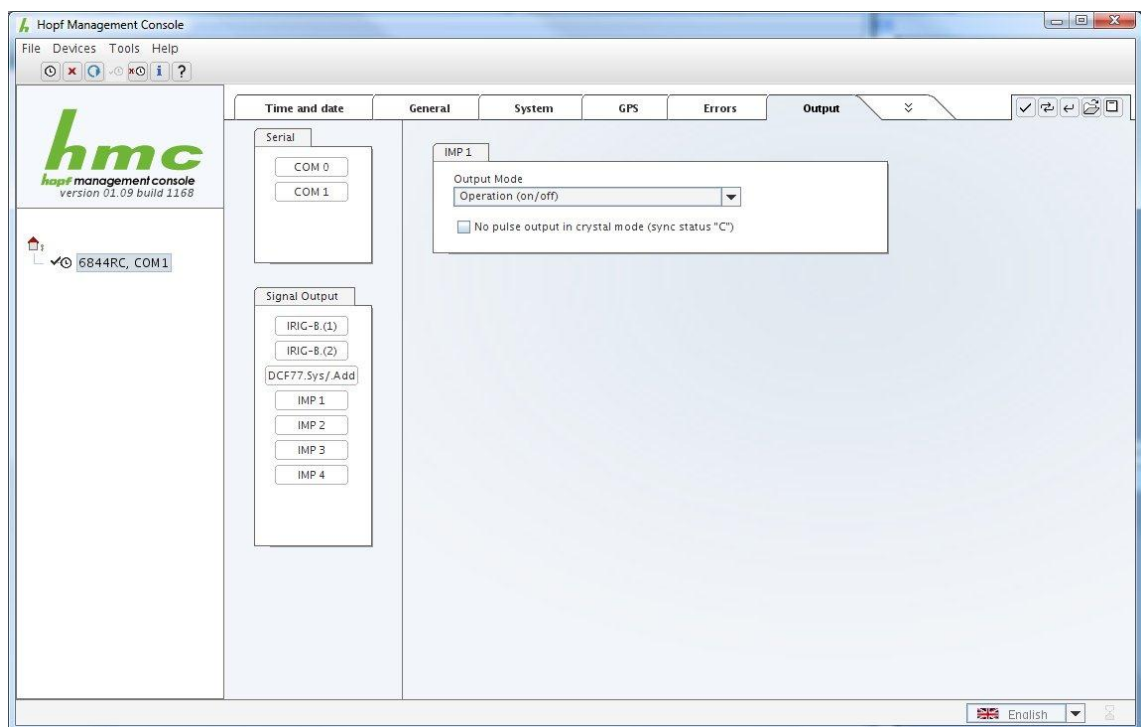 Hopf Management Console
File Devices Tools Help
hmc
hopf management console
version 01.09 build 1168
6844RC, COM1
Time and date General System GPS Errors Output
Serial
COM 0
COM 1
Signal Output
IRIG-B.(1)
IRIG-B.(2)
DCF77.Sys/.Add
IMP 1
IMP 2
IMP 3
IMP 4
IMP 1
Output Mode
Operation (on/off)
No pulse output in crystal mode (sync status "C")
English